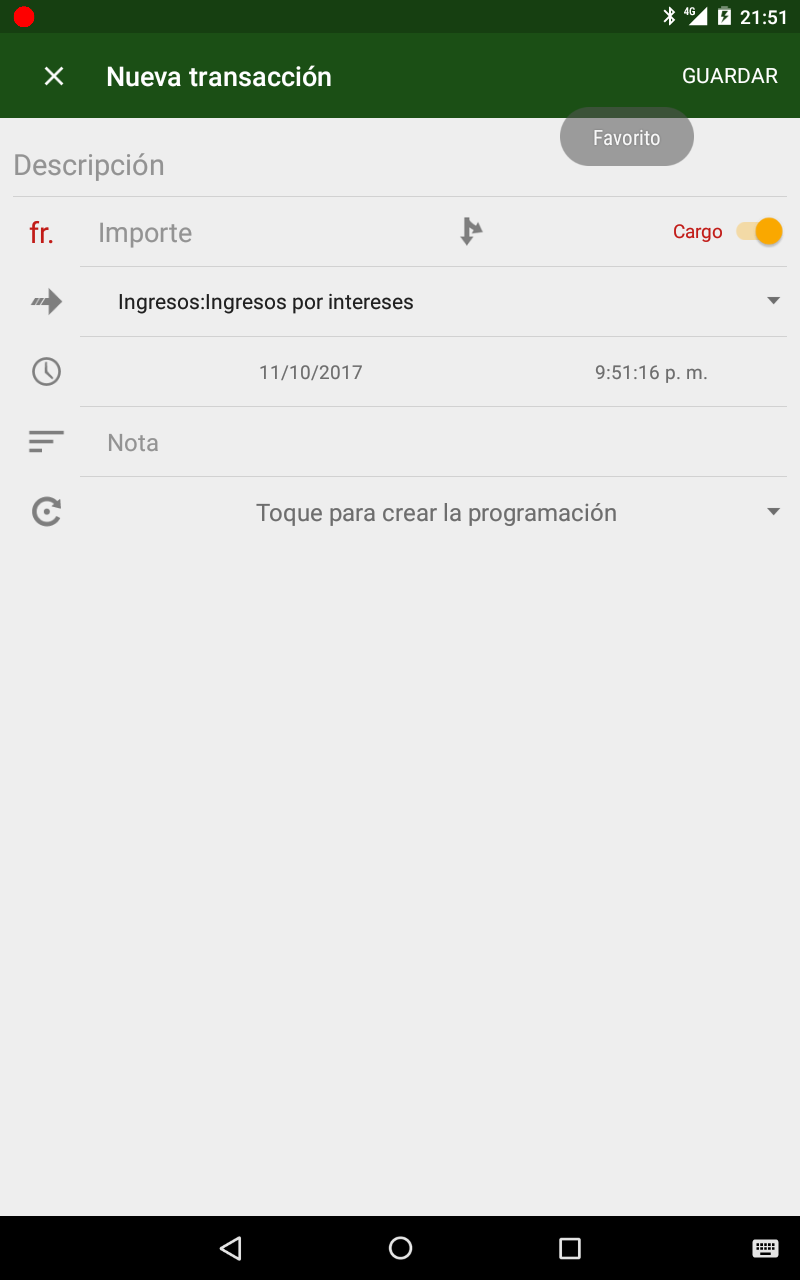 4G 21:51
Nueva transacción GUARDAR
Favorito
Descripción
fr. Importe Cargo
Ingresos:Ingresos por intereses
11/10/2017 9:51:16 p. m.
Nota
Toque para crear la programación